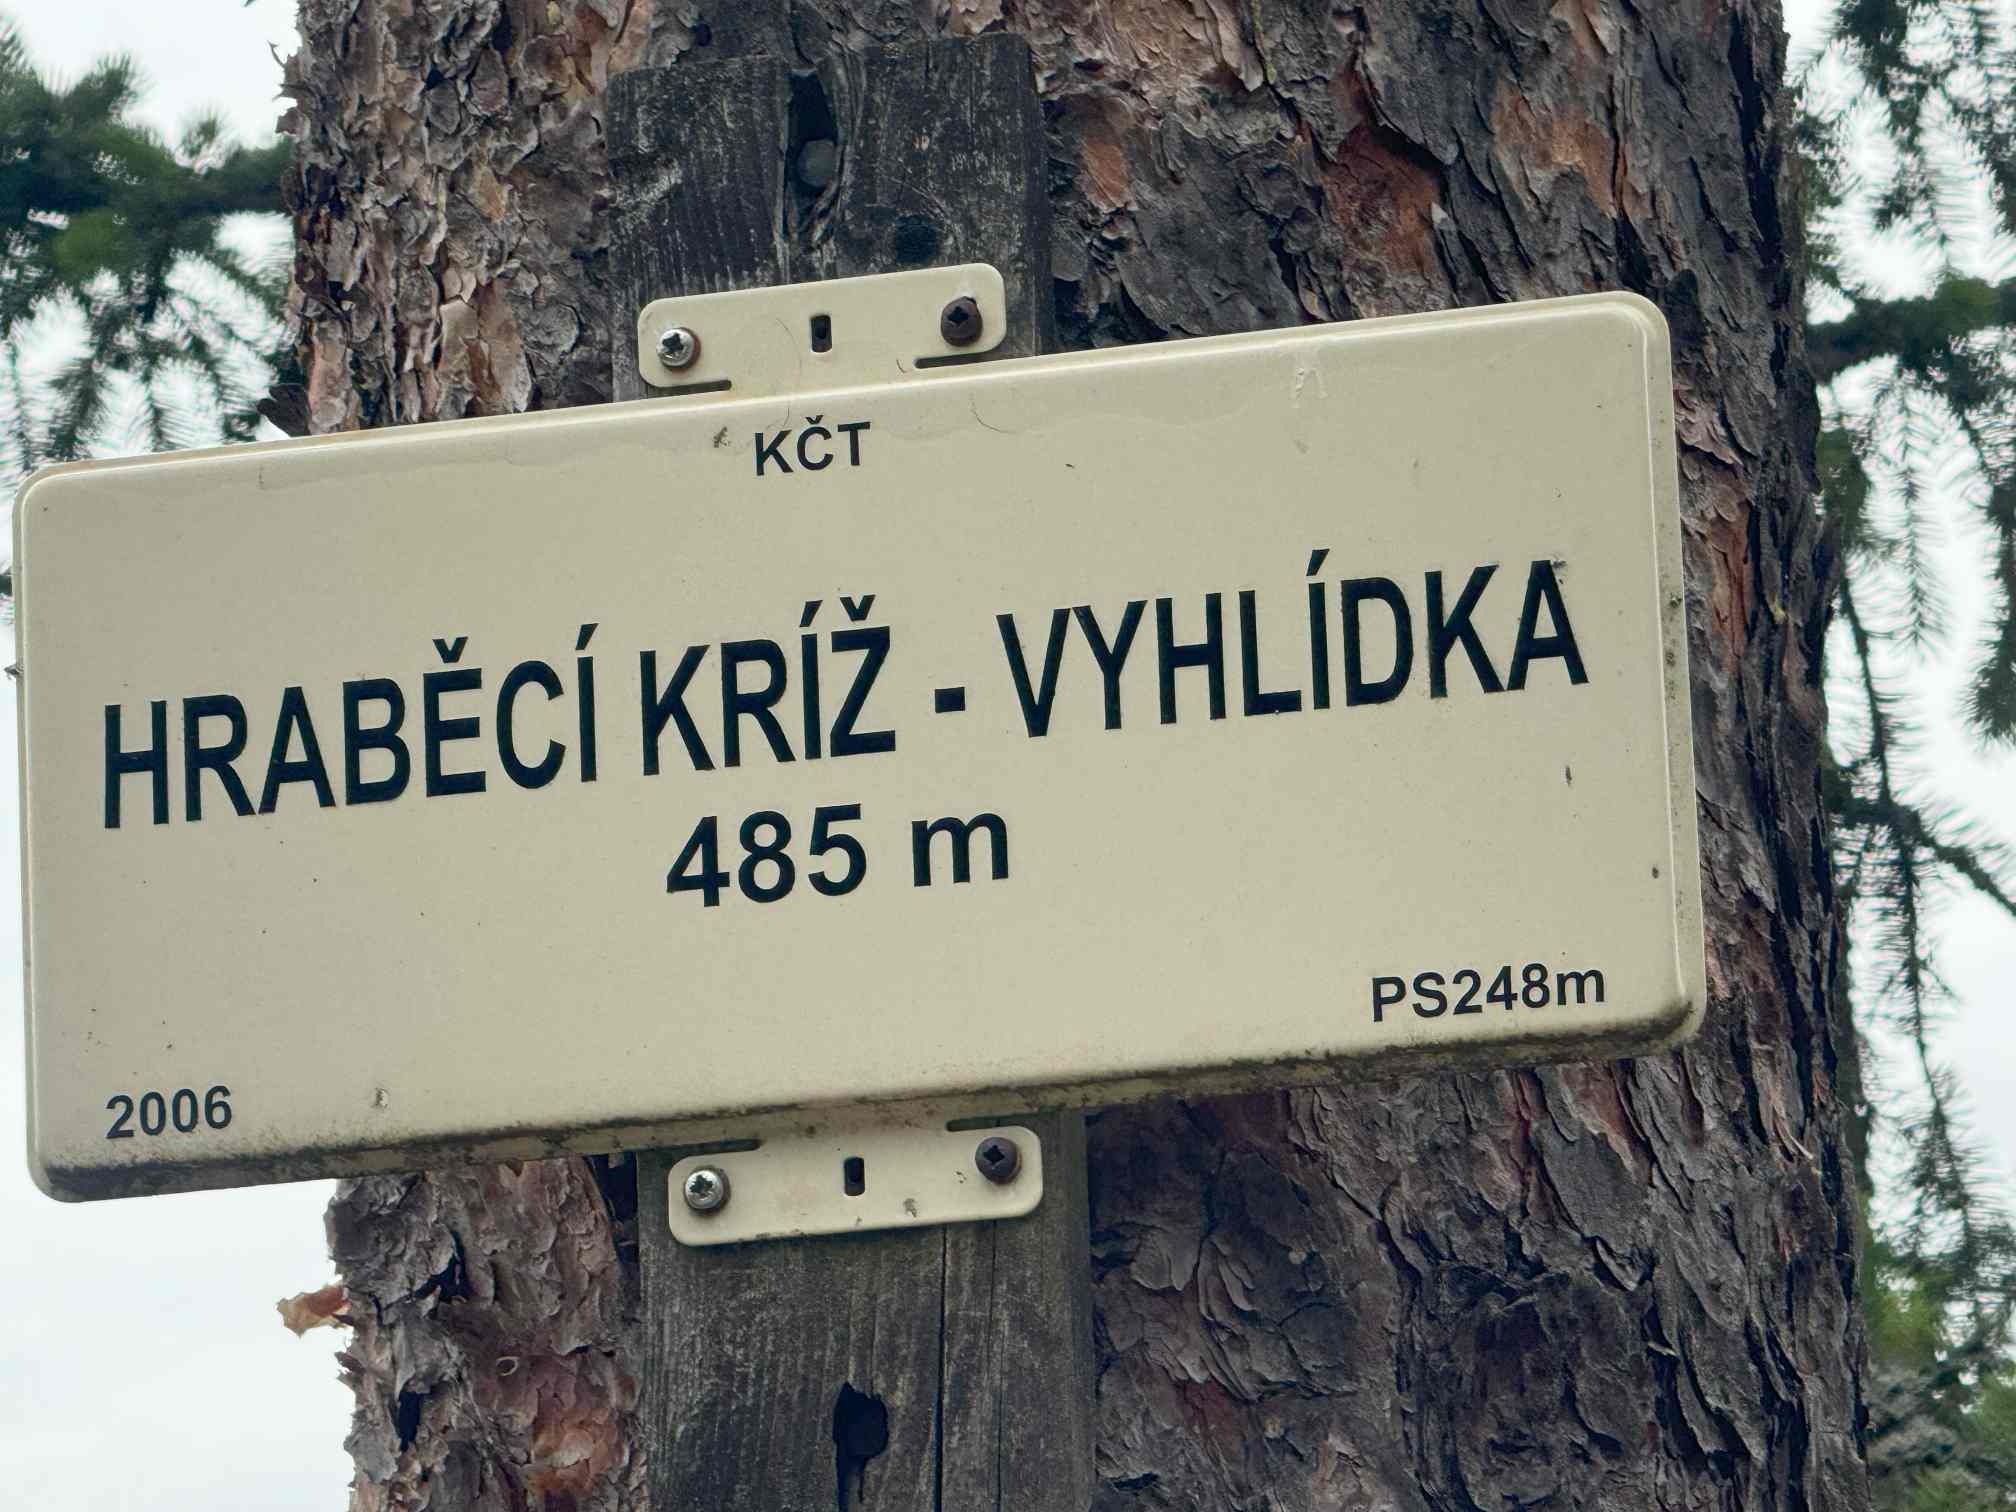 KČT
HRABĚCÍ KRÍŽ - VYHLÍDKA
485 m
PS248m
2006